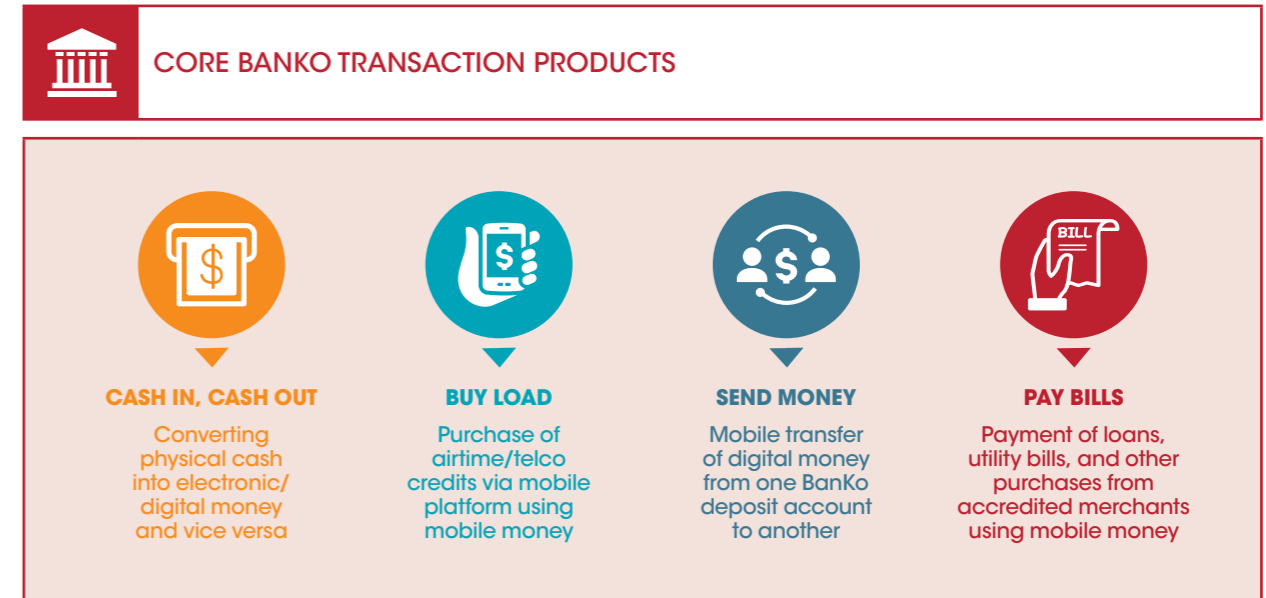 CORE BANKO TRANSACTION PRODUCTS
$
$
$
BILL
CASH IN, CASH OUT
Converting
physical cash
into electronic/
digital money
and vice versa
BUY LOAD
Purchase of
airtime/telco
credits via mobile
platform using
mobile money
SEND MONEY
Mobile transfer
of digital money
from one BanKo
deposit account
to another
PAY BILLS
Payment of loans,
utility bills, and other
purchases from
accredited merchants
using mobile money